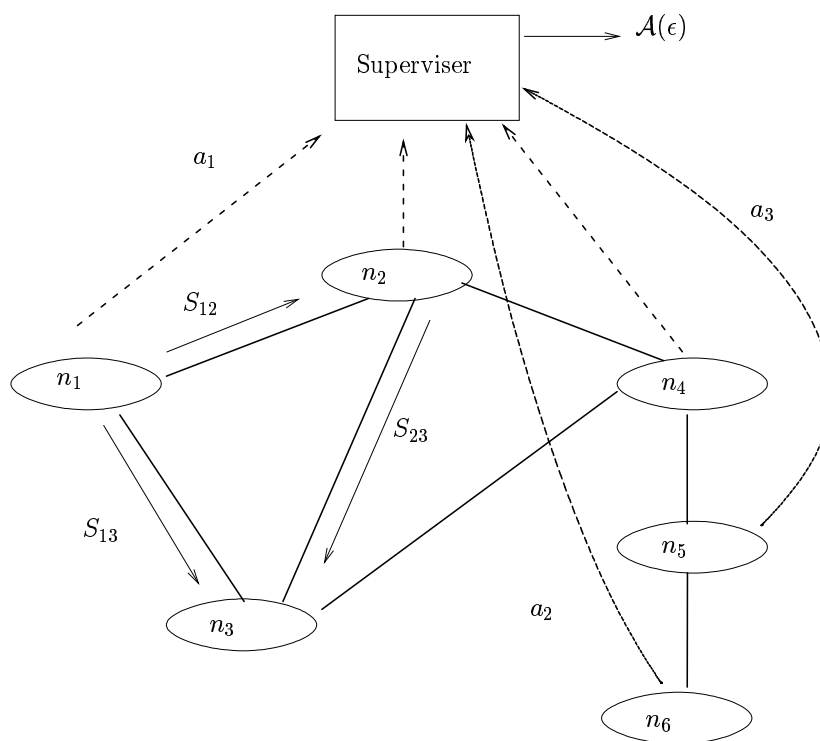 𝒜(ϵ)
Superviser
a₁
a₃
n₂
S₁₂
n₁
n₄
S₂₃
S₁₃
n₅
a₂
n₃
n₆